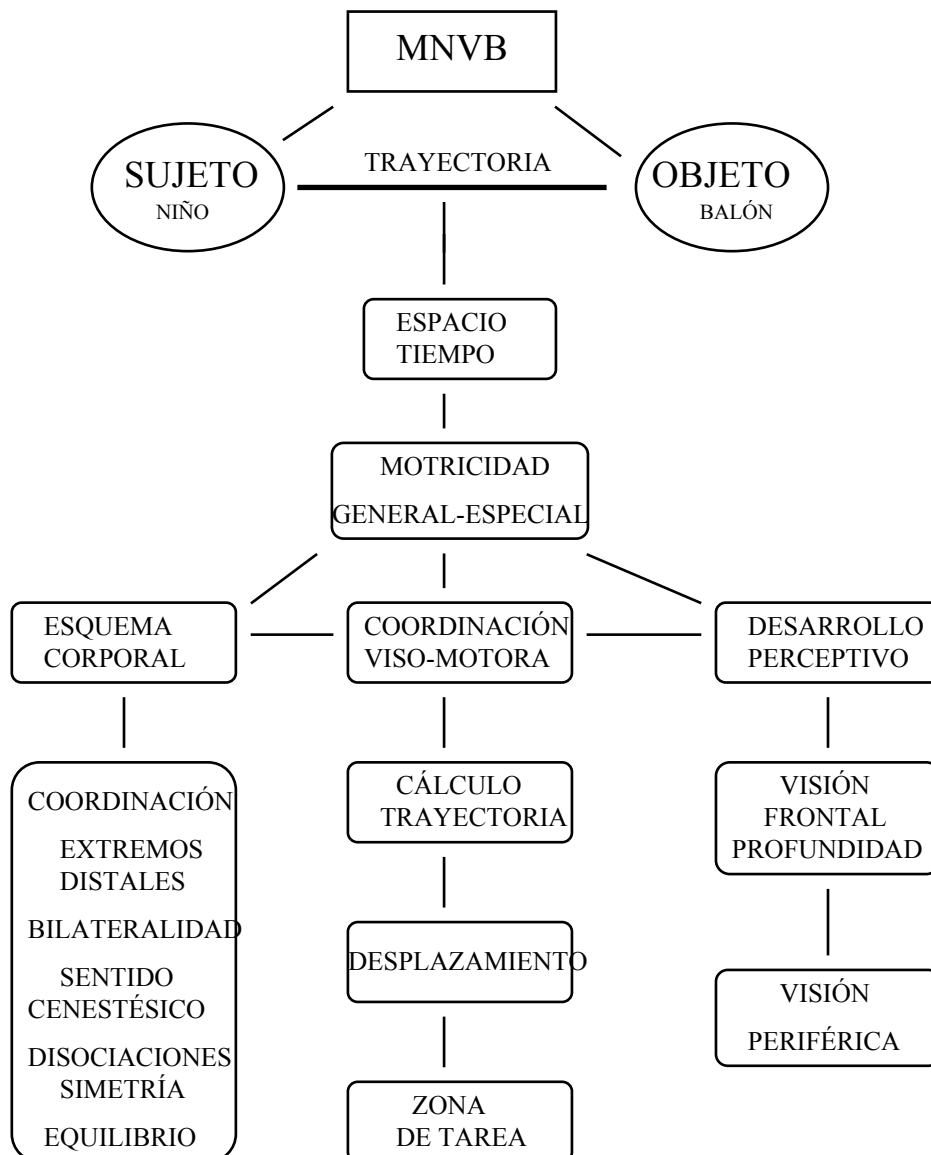 MNVB
SUJETO
NIÑO
TRAYECTORIA
OBJETO
BALÓN
ESPACIO
TIEMPO
MOTRICIDAD
GENERAL-ESPECIAL
ESQUEMA
CORPORAL
COORDINACIÓN
VISO-MOTORA
DESARROLLO
PERCEPTIVO
COORDINACIÓN
EXTREMOS
DISTALES
BILATERALIDAD
SENTIDO
CENESTÉSICO
DISOCIACIONES
SIMETRÍA
EQUILIBRIO
CÁLCULO
TRAYECTORIA
DESPLAZAMIENTO
ZONA
DE TAREA
VISIÓN
FRONTAL
PROFUNDIDAD
VISIÓN
PERIFÉRICA